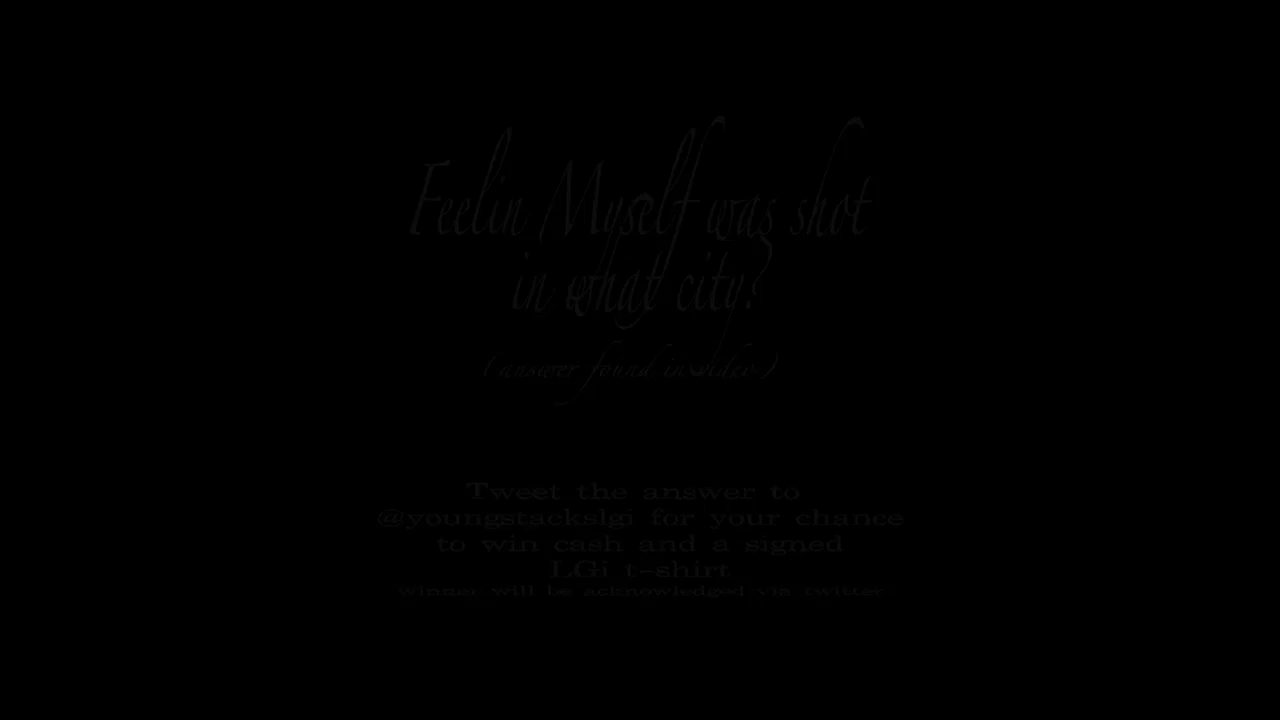 Feelin Myself was shot
in what city?
(answer found in video)
Tweet the answer to
@youngstackslgi for your chance
to win cash and a signed
LGi t-shirt
Winner will be acknowledged via twitter